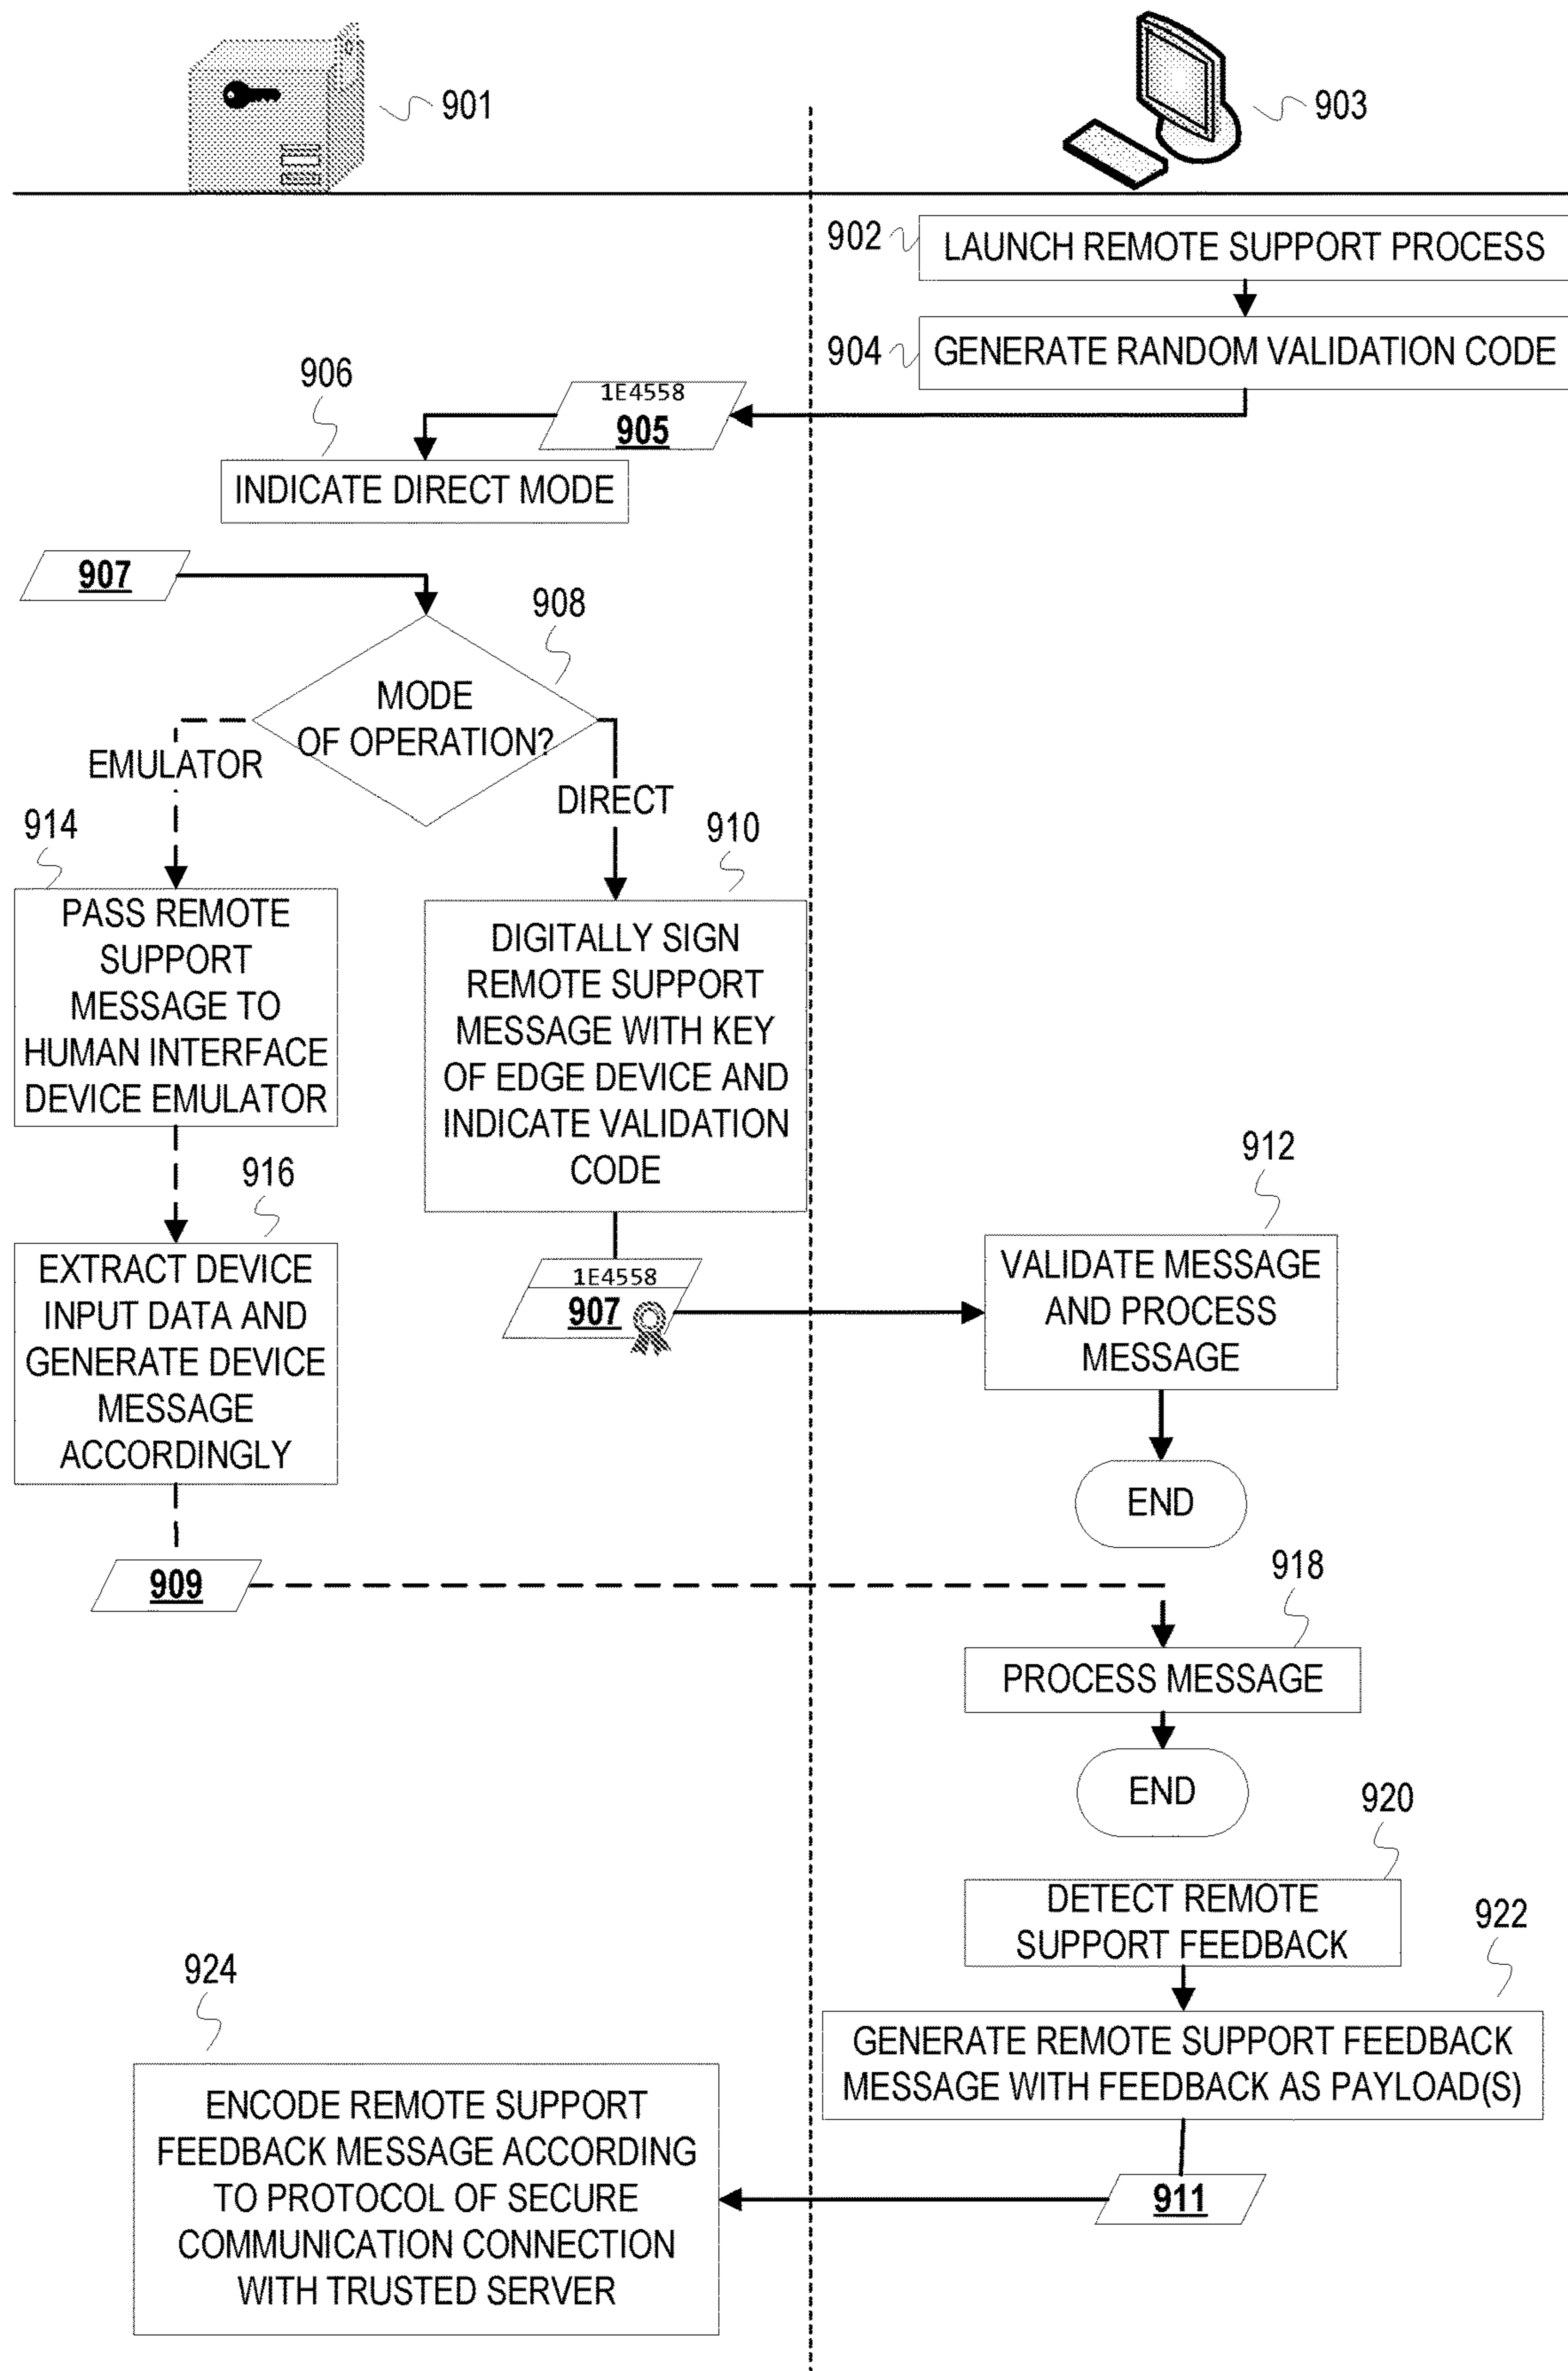 901
903
902
LAUNCH REMOTE SUPPORT PROCESS
904
GENERATE RANDOM VALIDATION CODE
906
1E4558
905
INDICATE DIRECT MODE
907
908
MODE
OF OPERATION?
EMULATOR
DIRECT
914
910
PASS REMOTE
SUPPORT
MESSAGE TO
HUMAN INTERFACE
DEVICE EMULATOR
DIGITALLY SIGN
REMOTE SUPPORT
MESSAGE WITH KEY
OF EDGE DEVICE AND
INDICATE VALIDATION
CODE
916
912
EXTRACT DEVICE
INPUT DATA AND
GENERATE DEVICE
MESSAGE
ACCORDINGLY
1E4558
907
VALIDATE MESSAGE
AND PROCESS
MESSAGE
END
909
918
PROCESS MESSAGE
END
920
DETECT REMOTE
SUPPORT FEEDBACK
922
GENERATE REMOTE SUPPORT FEEDBACK
MESSAGE WITH FEEDBACK AS PAYLOAD(S)
911
924
ENCODE REMOTE SUPPORT
FEEDBACK MESSAGE ACCORDING
TO PROTOCOL OF SECURE
COMMUNICATION CONNECTION
WITH TRUSTED SERVER